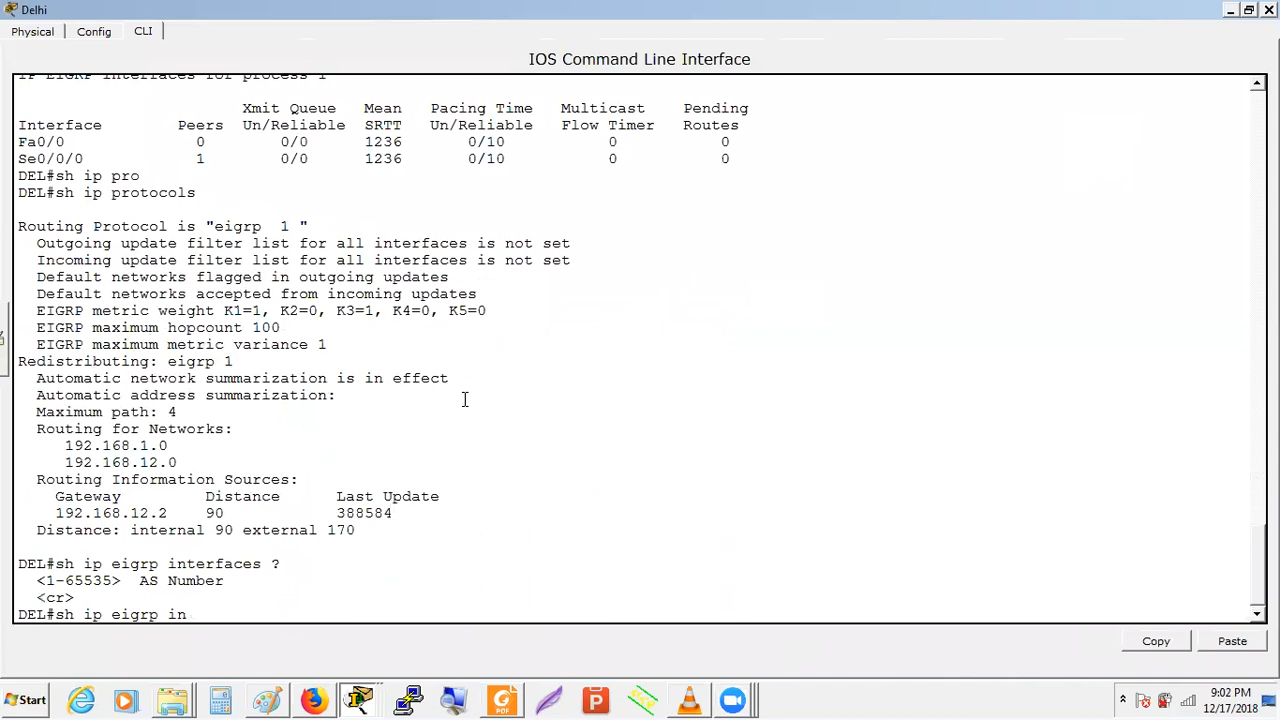 Delhi
Physical Config CLI
IOS Command Line Interface
IP EIGRP Interfaces for process 1
Xmit Queue Mean Pacing Time Multicast Pending
Interface Peers Un/Reliable SRTT Un/Reliable Flow Timer Routes
Fa0/0 0 0/0 1236 0/10 0 0
Se0/0/0 1 0/0 1236 0/10 0 0
DEL#sh ip pro
DEL#sh ip protocols
Routing Protocol is "eigrp 1 "
Outgoing update filter list for all interfaces is not set
Incoming update filter list for all interfaces is not set
Default networks flagged in outgoing updates
Default networks accepted from incoming updates
EIGRP metric weight K1=1, K2=0, K3=1, K4=0, K5=0
EIGRP maximum hopcount 100
EIGRP maximum metric variance 1
Redistributing: eigrp 1
Automatic network summarization is in effect
Automatic address summarization:
Maximum path: 4
Routing for Networks:
192.168.1.0
192.168.12.0
Routing Information Sources:
Gateway Distance Last Update
192.168.12.2 90 388584
Distance: internal 90 external 170
DEL#sh ip eigrp interfaces ?
<1-65535> AS Number
<cr>
DEL#sh ip eigrp in
Copy Paste
Start
PDF
P
9:02 PM
12/17/2018